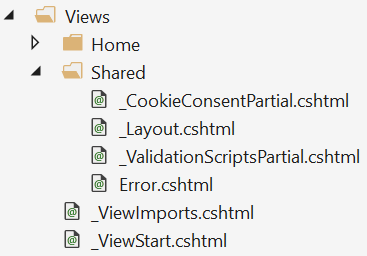 Views
Home
Shared
_CookieConsentPartial.cshtml
_Layout.cshtml
_ValidationScriptsPartial.cshtml
Error.cshtml
_ViewImports.cshtml
_ViewStart.cshtml